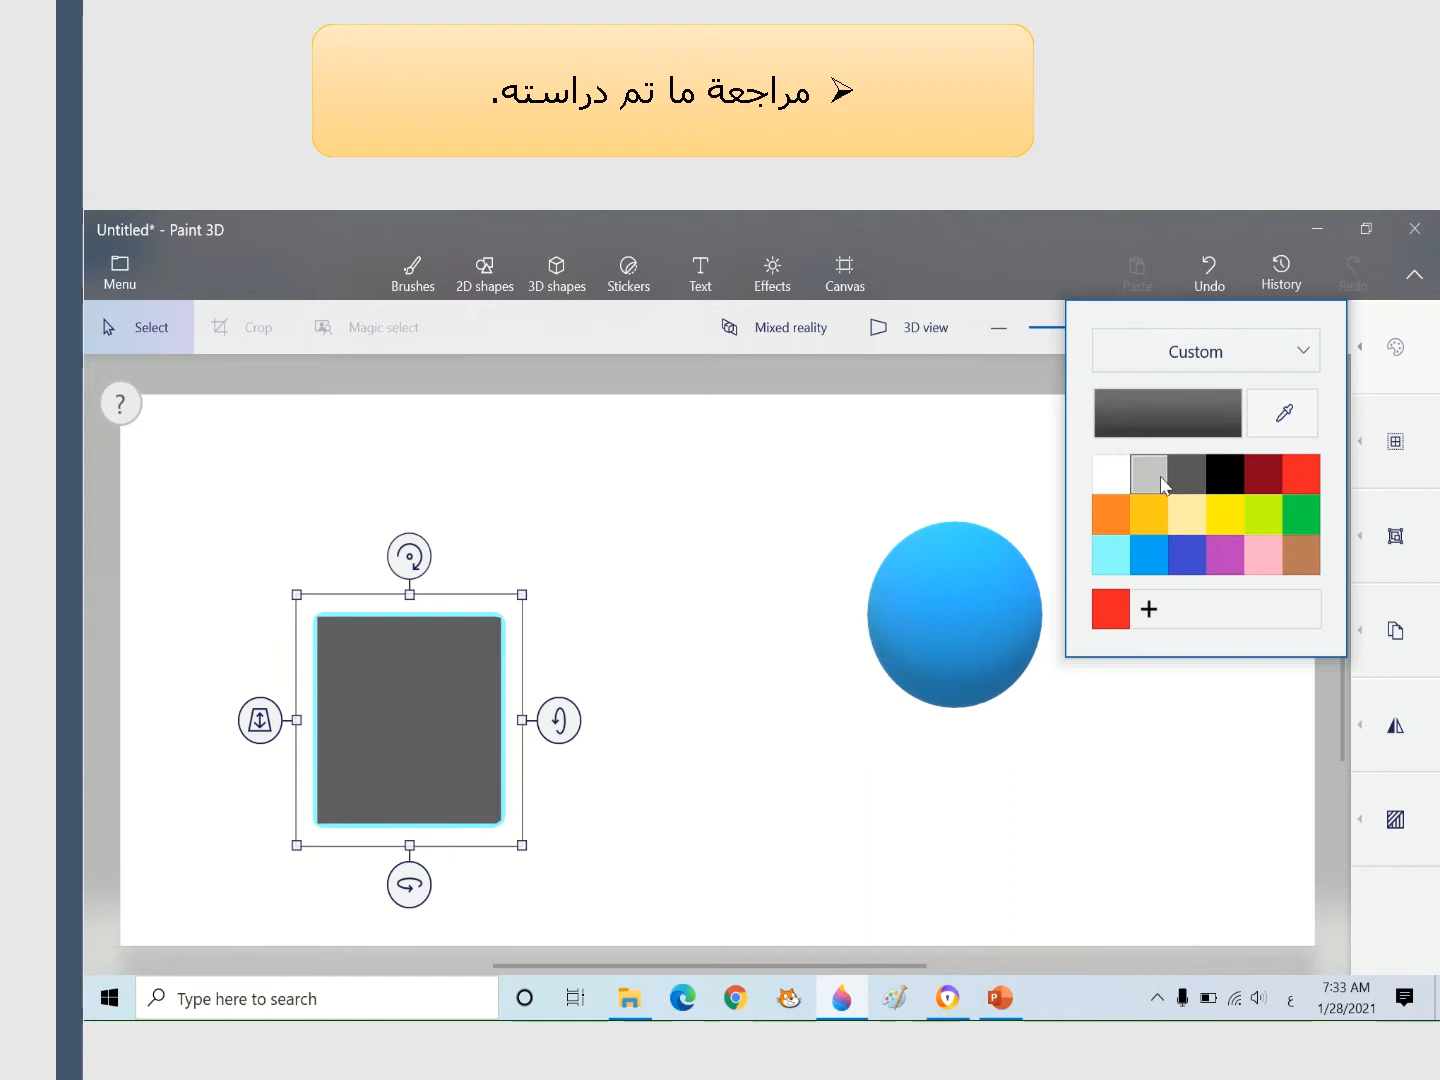 ➢ مراجعة ما تم دراسته.
Untitled* - Paint 3D
Menu
Brushes
2D shapes
3D shapes
Stickers
Text
Effects
Canvas
Paste
Undo
History
Redo
Select
Crop
Magic select
Mixed reality
3D view
Custom
?
Type here to search
ع
7:33 AM
1/28/2021